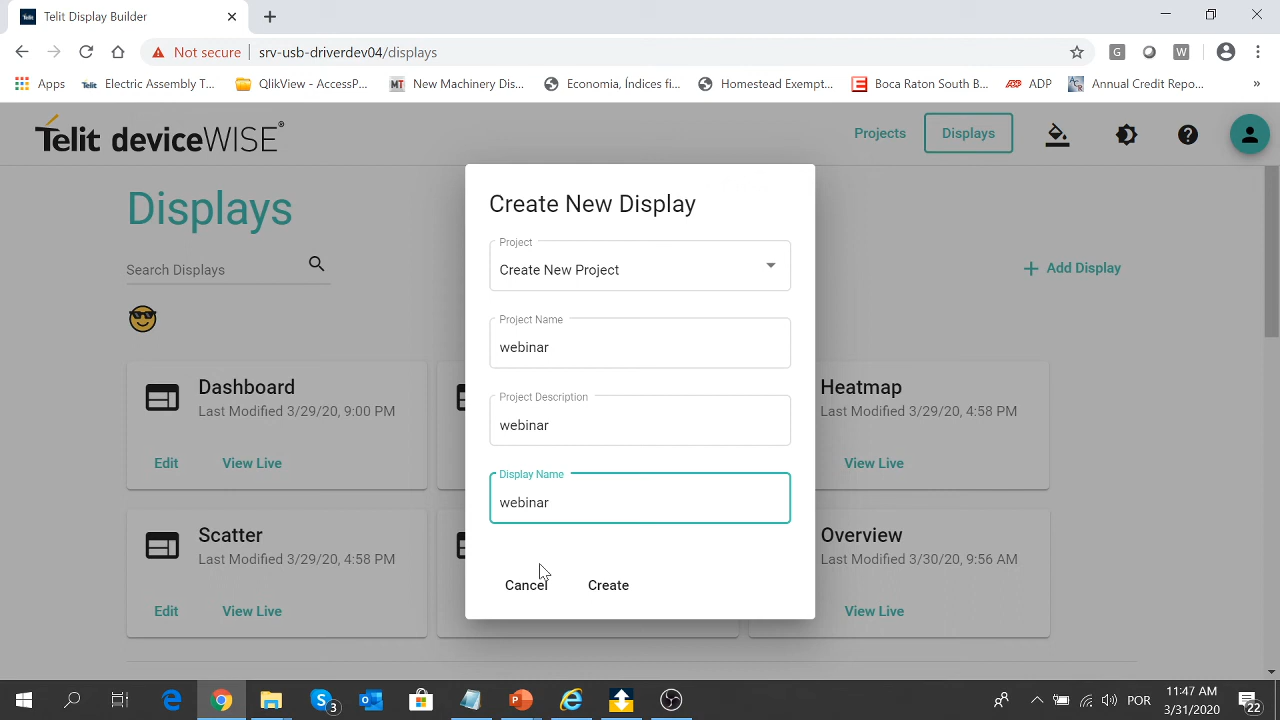 Telit Display Builder
Not secure | srv-usb-driverdev04/displays
G
W
Apps
Telit Electric Assembly T...
QlikView - AccessP...
MT New Machinery Dis...
Economia, Índices fi...
Homestead Exempt...
E Boca Raton South B...
ADP
Annual Credit Repo...
»
Telit deviceWISE®
Projects
Displays
Displays
Create New Display
Search Displays
Add Display
Project
Create New Project
Project Name
webinar
Project Description
webinar
Display Name
webinar
Cancel
Create
Dashboard
Last Modified 3/29/20, 9:00 PM
Edit
View Live
Heatmap
Last Modified 3/29/20, 4:58 PM
View Live
Scatter
Last Modified 3/29/20, 4:58 PM
Edit
View Live
Overview
Last Modified 3/30/20, 9:56 AM
View Live
3
POR
11:47 AM
3/31/2020
22